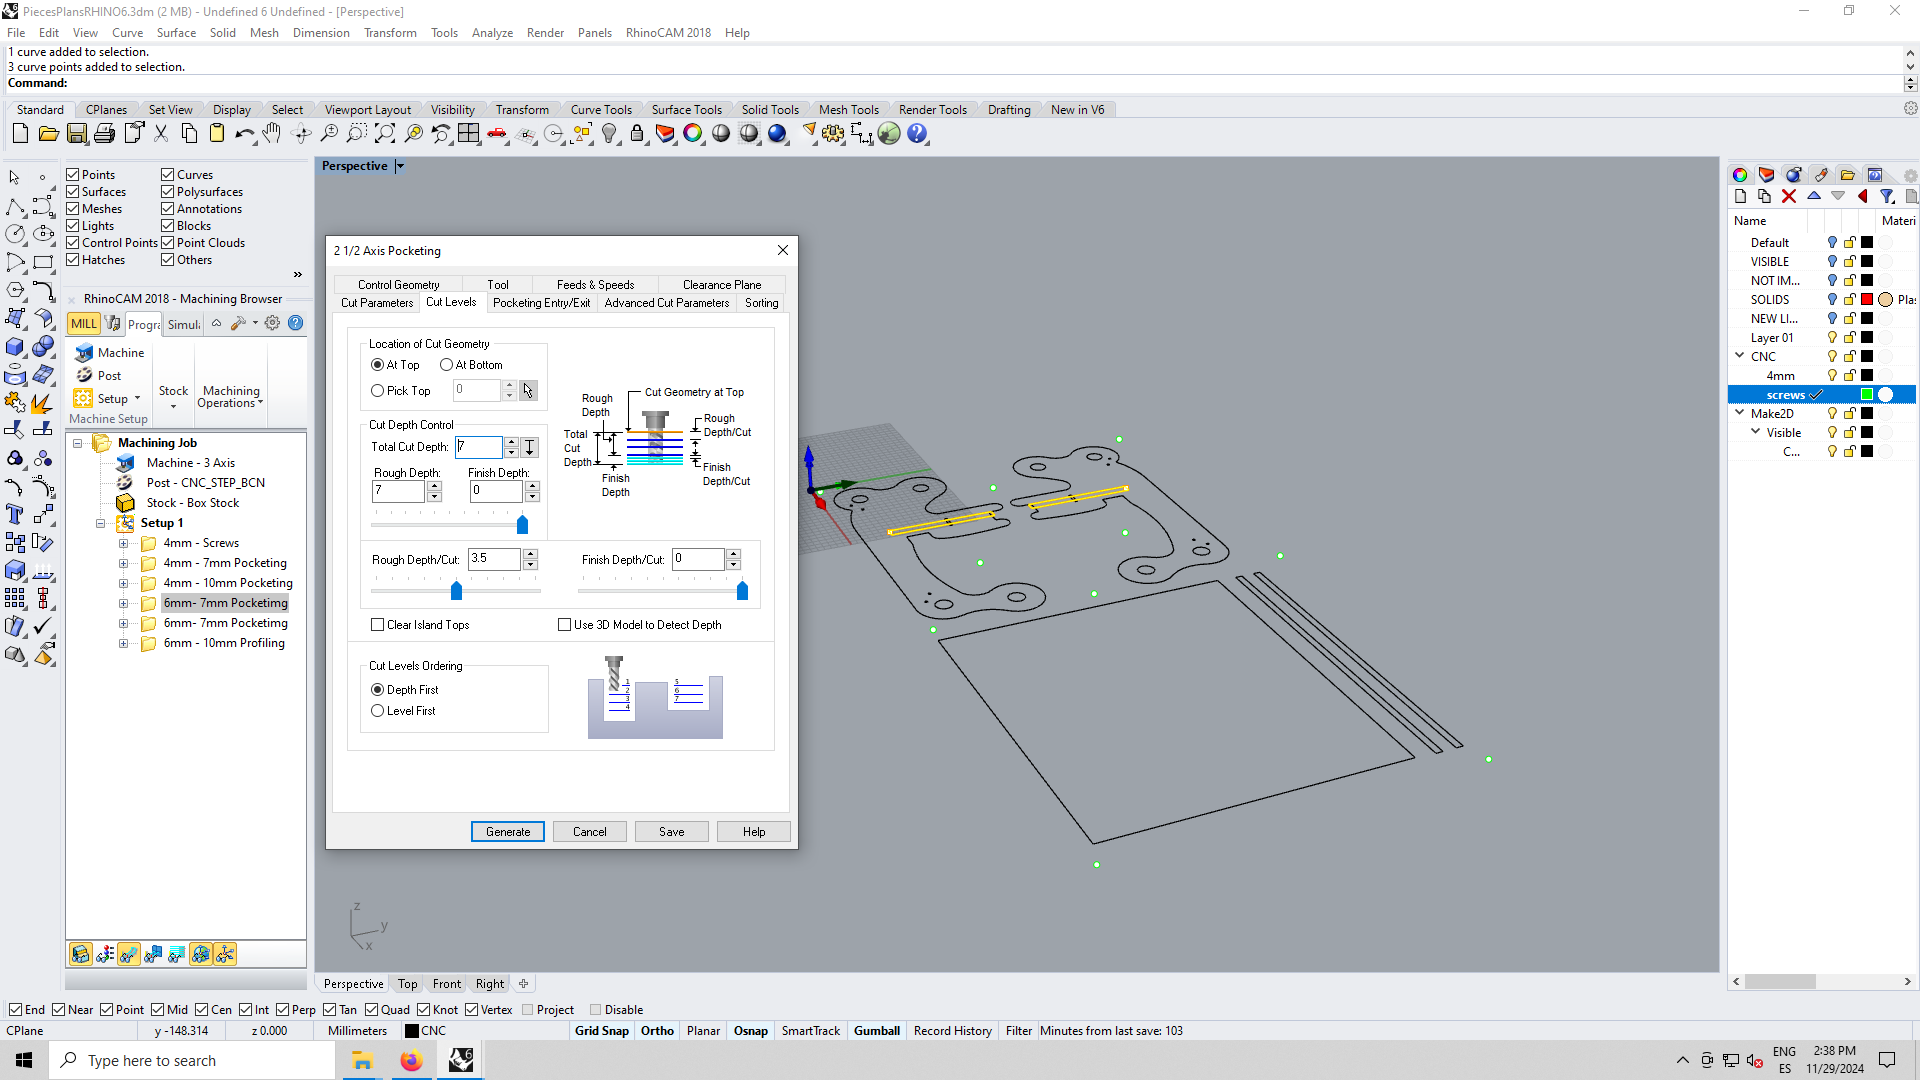 PiecesPlansRHINO6.3dm (2 MB) - Undefined 6 Undefined - [Perspective]
File Edit View Curve Surface Solid Mesh Dimension Transform Tools Analyze Render Panels RhinoCAM 2018 Help
1 curve added to selection.
3 curve points added to selection.
Command:
Standard CPlanes Set View Display Select Viewport Layout Visibility Transform Curve Tools Surface Tools Solid Tools Mesh Tools Render Tools Drafting New in V6
Points Curves
Surfaces Polysurfaces
Meshes Annotations
Lights Blocks
Control Points Point Clouds
Hatches Others
»
RhinoCAM 2018 - Machining Browser
MILL Progra Simula
Machine
Post
Setup
Machine Setup
Stock
Machining
Operations
Machining Job
Machine - 3 Axis
Post - CNC_STEP_BCN
Stock - Box Stock
Setup 1
4mm - Screws
4mm - 7mm Pocketing
4mm - 10mm Pocketing
6mm- 7mm Pocketimg
6mm- 7mm Pocketimg
6mm - 10mm Profiling
Perspective
2 1/2 Axis Pocketing
Control Geometry Tool Feeds & Speeds Clearance Plane
Cut Parameters Cut Levels Pocketing Entry/Exit Advanced Cut Parameters Sorting
Location of Cut Geometry
At Top At Bottom
Pick Top 0
Cut Depth Control
Total Cut Depth: 7
Rough Depth: Finish Depth:
7 0
Rough Depth/Cut: 3.5 Finish Depth/Cut: 0
Clear Island Tops Use 3D Model to Detect Depth
Cut Levels Ordering
Depth First
Level First
Cut Geometry at Top
Rough
Depth
Total
Cut
Depth
Finish
Depth
Rough
Depth/Cut
Finish
Depth/Cut
1
2
3
4
5
6
7
Generate Cancel Save Help
z
y
x
Name Materi
Default
VISIBLE
NOT IM...
SOLIDS Plas
NEW LI...
Layer 01
CNC
4mm
screws
Make2D
Visible
C...
Perspective Top Front Right
End Near Point Mid Cen Int Perp Tan Quad Knot Vertex Project Disable
CPlane y -148.314 z 0.000 Millimeters CNC Grid Snap Ortho Planar Osnap SmartTrack Gumball Record History Filter Minutes from last save: 103
Type here to search
6
ENG
ES
2:38 PM
11/29/2024